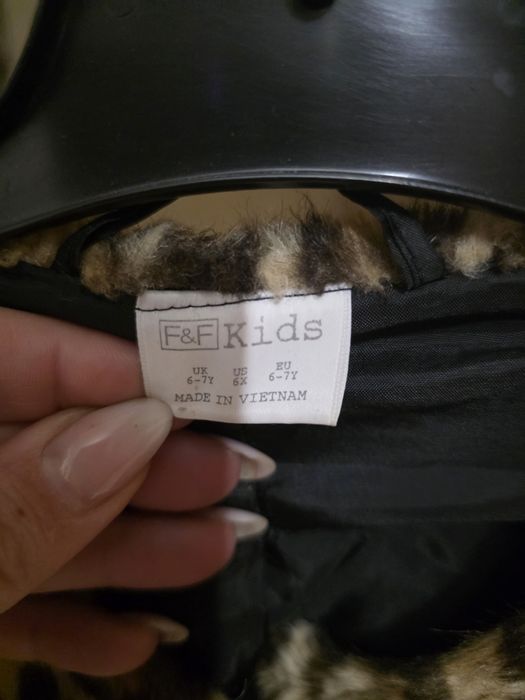 F&F Kids
UK US EU
6-7Y 6X 6-7Y
MADE IN VIETNAM